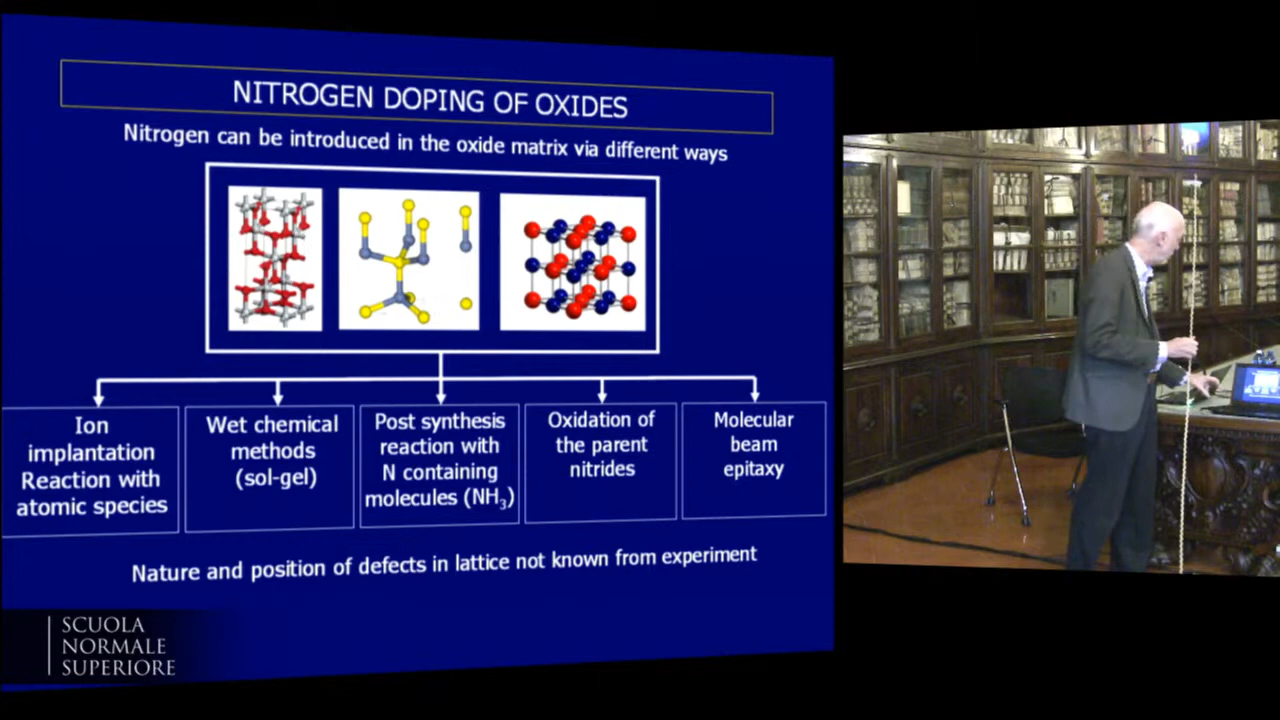 NITROGEN DOPING OF OXIDES
Nitrogen can be introduced in the oxide matrix via different ways
Ion
implantation
Reaction with
atomic species
Wet chemical
methods
(sol-gel)
Post synthesis
reaction with
N containing
molecules (NH₃)
Oxidation of
the parent
nitrides
Molecular
beam
epitaxy
Nature and position of defects in lattice not known from experiment
SCUOLA
NORMALE
SUPERIORE